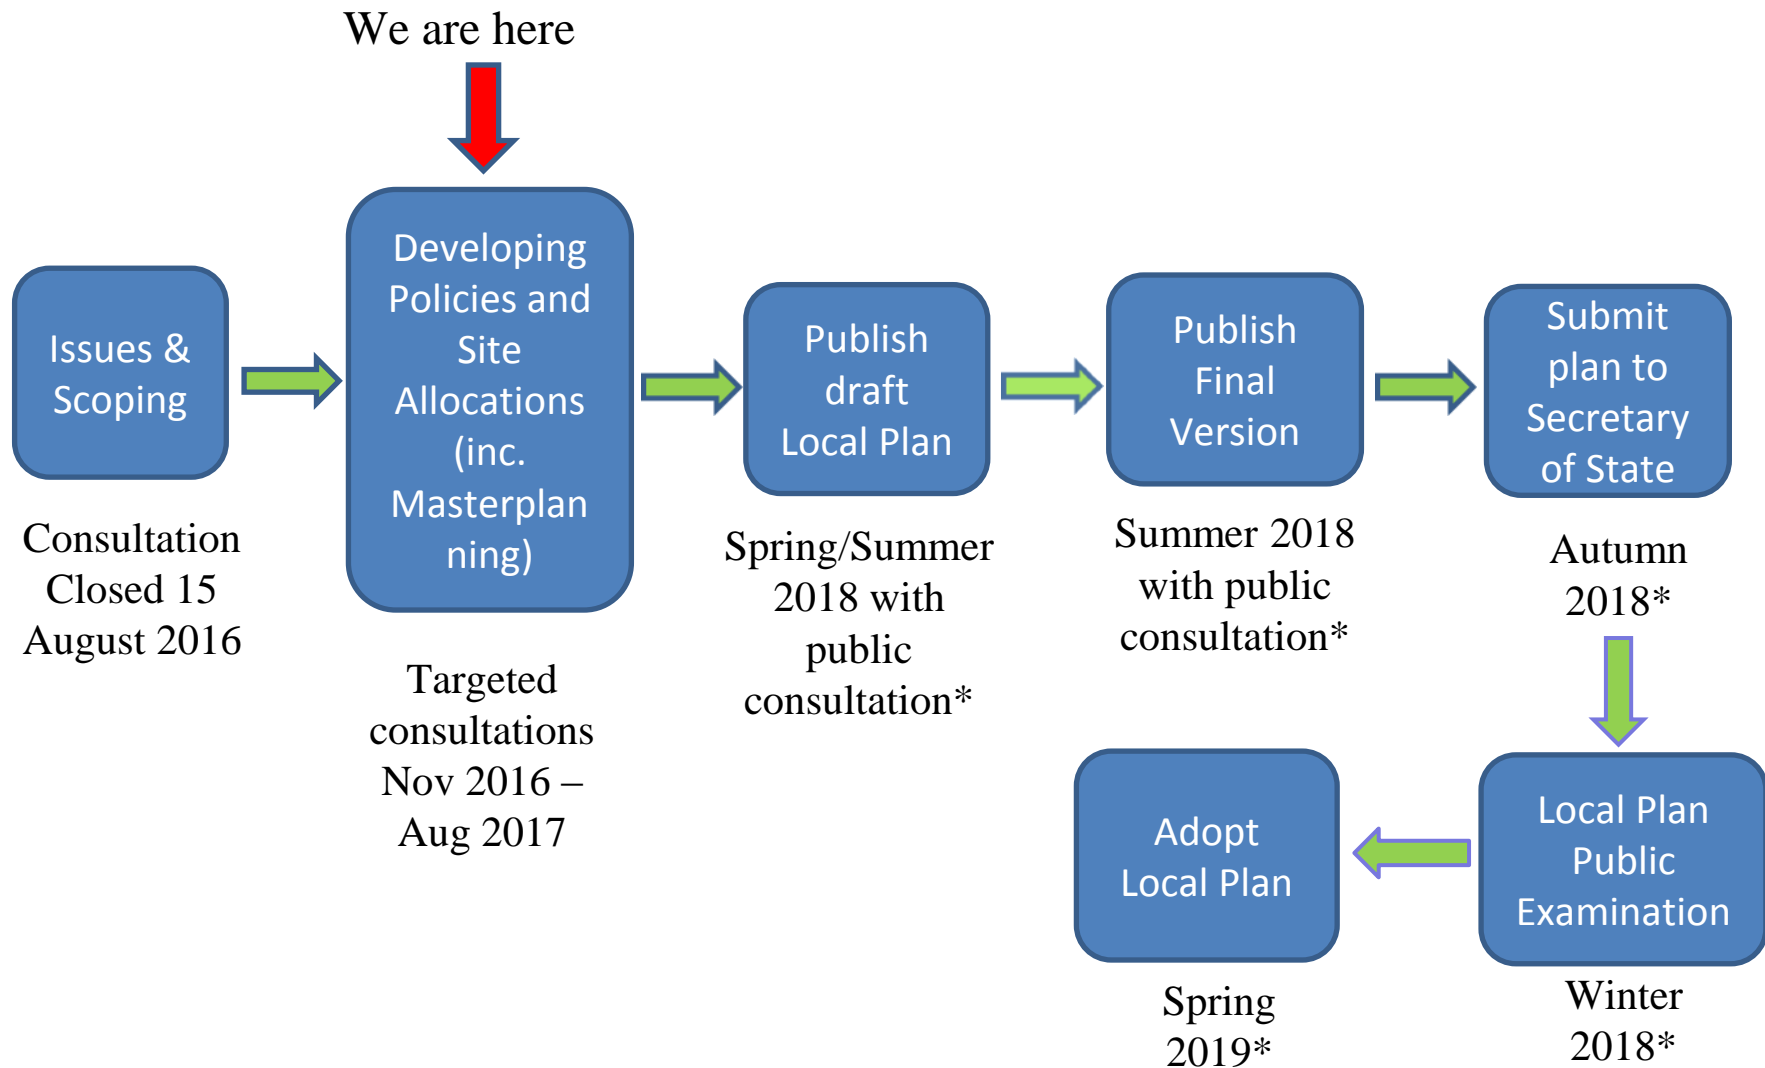 We are here
Issues &
Scoping
Consultation
Closed 15
August 2016
Developing
Policies and
Site
Allocations
(inc.
Masterplan
ning)
Targeted
consultations
Nov 2016 –
Aug 2017
Publish
draft
Local Plan
Spring/Summer
2018 with
public
consultation*
Publish
Final
Version
Summer 2018
with public
consultation*
Submit
plan to
Secretary
of State
Autumn
2018*
Local Plan
Public
Examination
Winter
2018*
Adopt
Local Plan
Spring
2019*